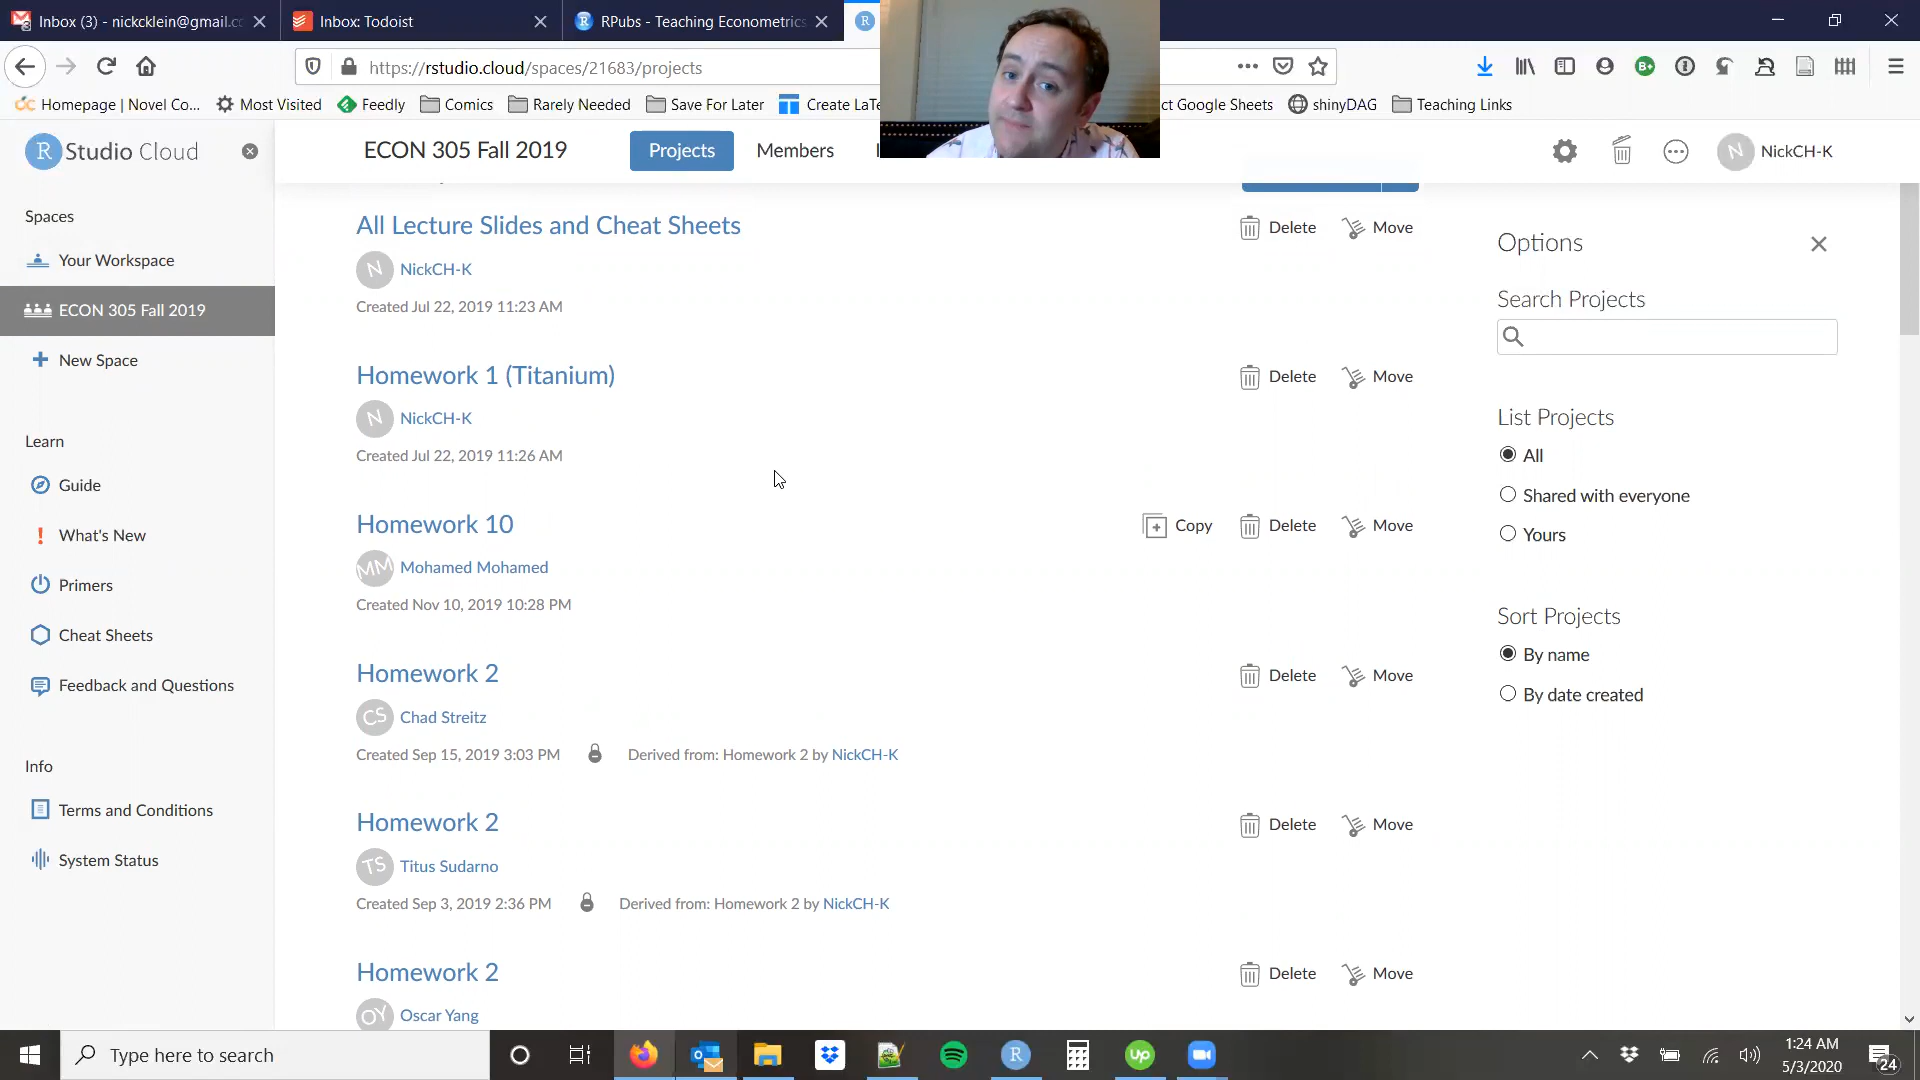 Inbox (3) - nickcklein@gmail.c
Inbox: Todoist
RPubs - Teaching Econometrics
https://rstudio.cloud/spaces/21683/projects
Homepage | Novel Co...
Most Visited
Feedly
Comics
Rarely Needed
Save For Later
Create LaTe
ct Google Sheets
shinyDAG
Teaching Links
R Studio Cloud
ECON 305 Fall 2019
Projects
Members
N NickCH-K
Spaces
Your Workspace
ECON 305 Fall 2019
New Space
Learn
Guide
What's New
Primers
Cheat Sheets
Feedback and Questions
Info
Terms and Conditions
System Status
All Lecture Slides and Cheat Sheets
Delete
Move
N NickCH-K
Created Jul 22, 2019 11:23 AM
Homework 1 (Titanium)
Delete
Move
N NickCH-K
Created Jul 22, 2019 11:26 AM
Homework 10
Copy
Delete
Move
MM Mohamed Mohamed
Created Nov 10, 2019 10:28 PM
Homework 2
Delete
Move
CS Chad Streitz
Created Sep 15, 2019 3:03 PM
Derived from: Homework 2 by NickCH-K
Homework 2
Delete
Move
TS Titus Sudarno
Created Sep 3, 2019 2:36 PM
Derived from: Homework 2 by NickCH-K
Homework 2
Delete
Move
OY Oscar Yang
Options
Search Projects
List Projects
All
Shared with everyone
Yours
Sort Projects
By name
By date created
Type here to search
R
up
1:24 AM
5/3/2020
24